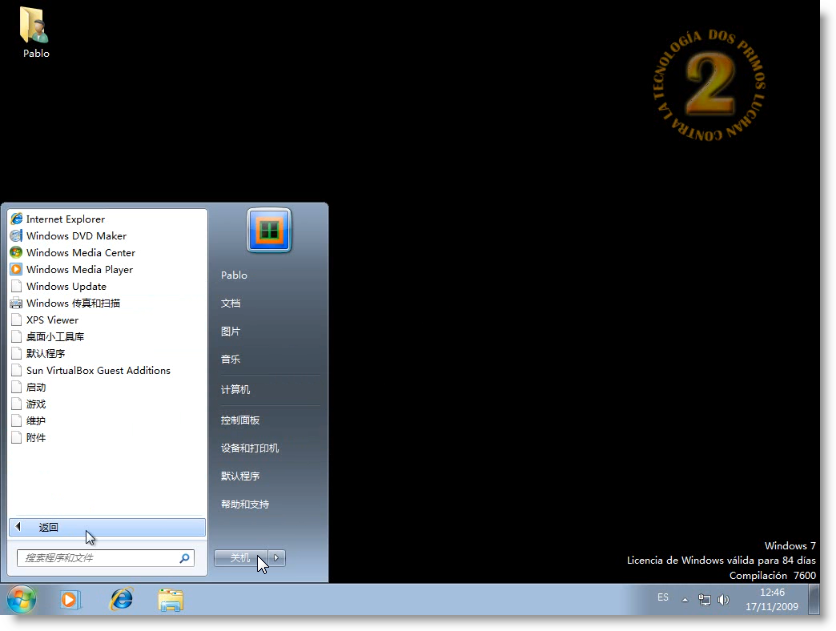 Pablo
TECNOLOGÍA DOS PRIMOS LUCHAN CONTRA LA
2
Internet Explorer
Windows DVD Maker
Windows Media Center
Windows Media Player
Windows Update
Windows 传真和扫描
XPS Viewer
桌面小工具库
默认程序
Sun VirtualBox Guest Additions
启动
游戏
维护
附件
返回
搜索程序和文件
Pablo
文档
图片
音乐
计算机
控制面板
设备和打印机
默认程序
帮助和支持
关机
Windows 7
Licencia de Windows válida para 84 días
Compilación 7600
ES
12:46
17/11/2009